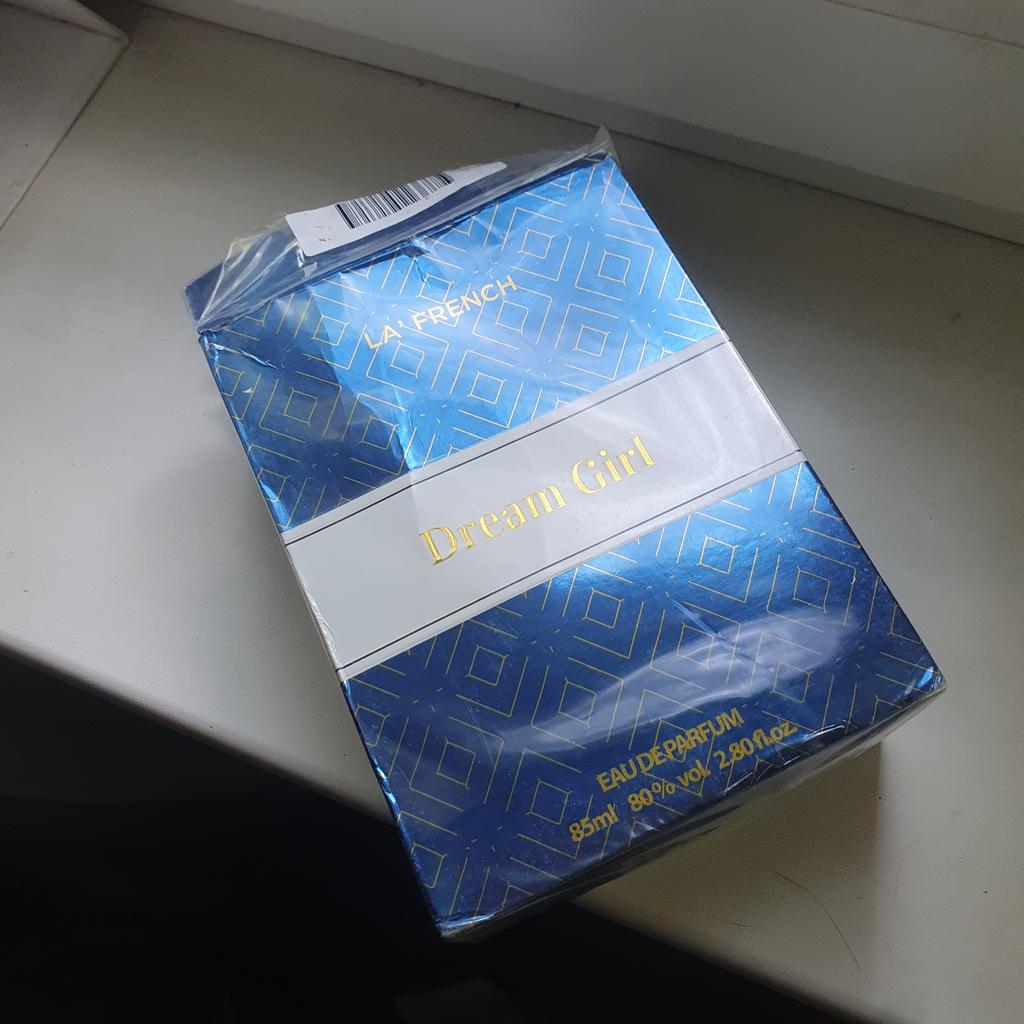 LA' FRENCH
Dream Girl
EAU DE PARFUM
85ml 80% vol. 2.80 fl.oz.